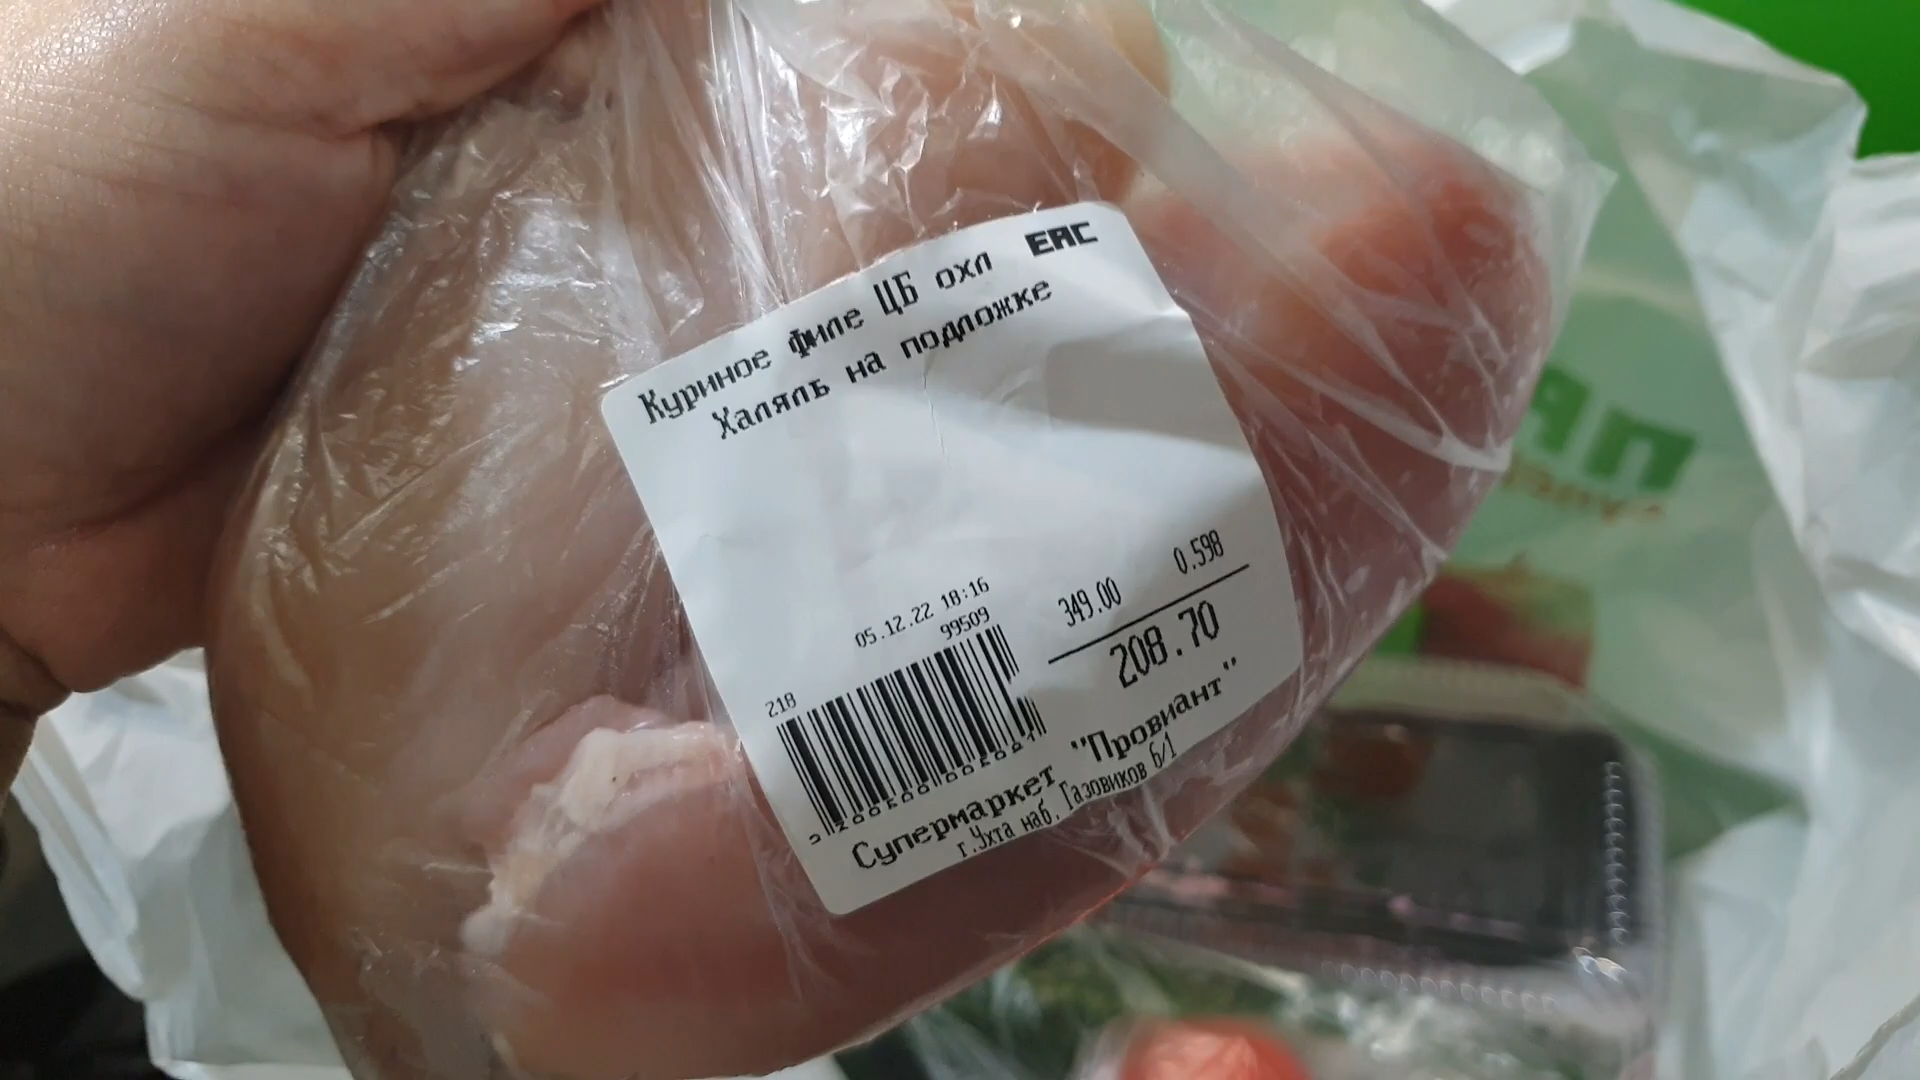 Куриное филе ЦБ охл EAC
Халяль на подложке
05.12.22 18:16
99509
218
349.00 0.598
208.70
Супермаркет "Провиант"
г.Ухта наб. Газовиков 6/1